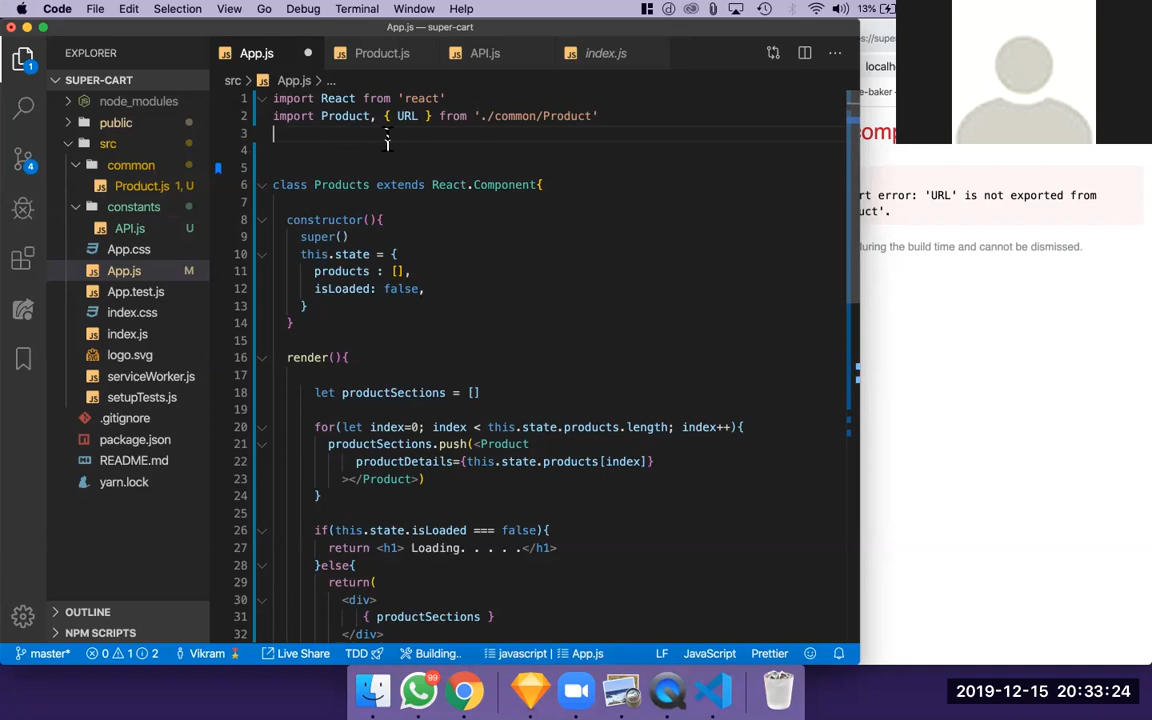 Code File Edit Selection View Go Debug Terminal Window Help 13%
App.js — super-cart
EXPLORER
App.js Product.js API.js index.js
SUPER-CART
src > App.js > ...
node_modules
public
src
common
Product.js 1, U
constants
API.js U
App.css
App.js M
App.test.js
index.css
index.js
logo.svg
serviceWorker.js
setupTests.js
.gitignore
package.json
README.md
yarn.lock
OUTLINE
NPM SCRIPTS
1
4
1 import React from 'react'
2 import Product, { URL } from './common/Product'
3
4
5
6 class Products extends React.Component{
7
8 constructor(){
9 super()
10 this.state = {
11 products : [],
12 isLoaded: false,
13 }
14 }
15
16 render(){
17
18 let productSections = []
19
20 for(let index=0; index < this.state.products.length; index++){
21 productSections.push(<Product
22 productDetails={this.state.products[index]}
23 ></Product>)
24 }
25
26 if(this.state.isLoaded === false){
27 return <h1> Loading. . . . .</h1>
28 }else{
29 return(
30 <div>
31 { productSections }
32 </div>
s://supe
localh
e-baker
comp
rt error: 'URL' is not exported from
uct'.
during the build time and cannot be dismissed.
master* 0 1 2 Vikram Live Share TDD Building.. javascript | App.js LF JavaScript Prettier
99
2019-12-15 20:33:24